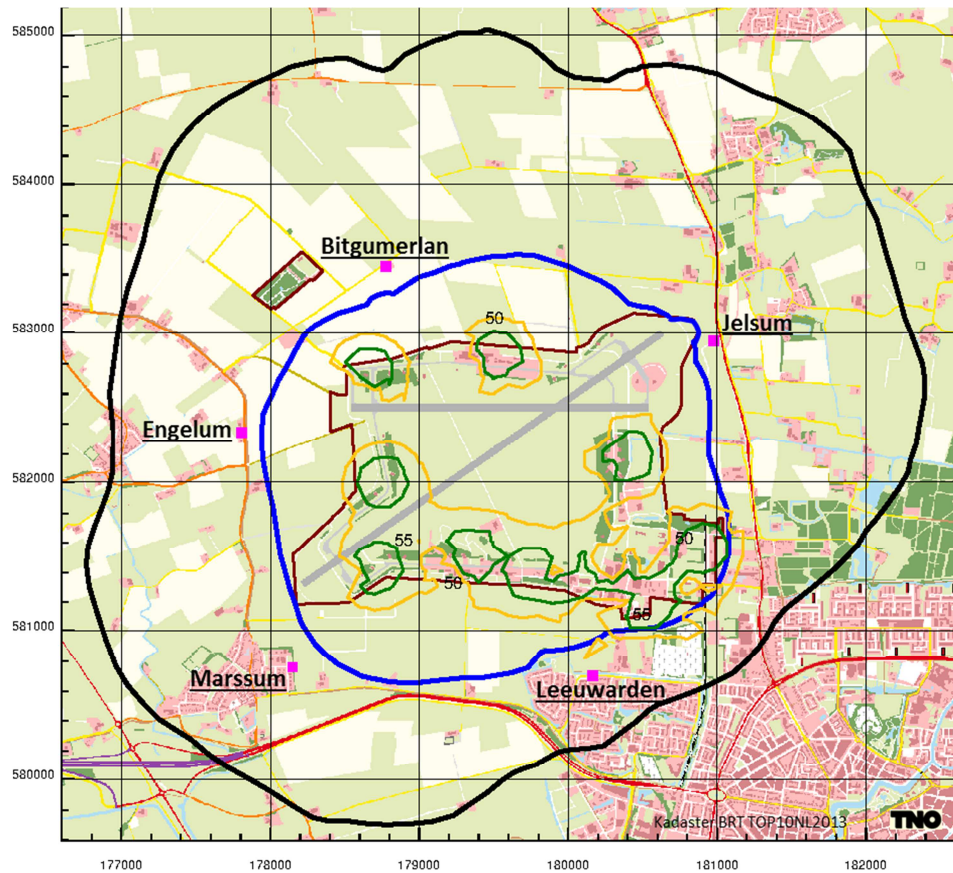 585000
584000
Bitgumerlan
583000
50
Jelsum
Engelum
582000
55
50
50
55
581000
Marssum
Leeuwarden
580000
Kadaster BRT TOP10NL2013
TNO
177000 178000 179000 180000 181000 182000